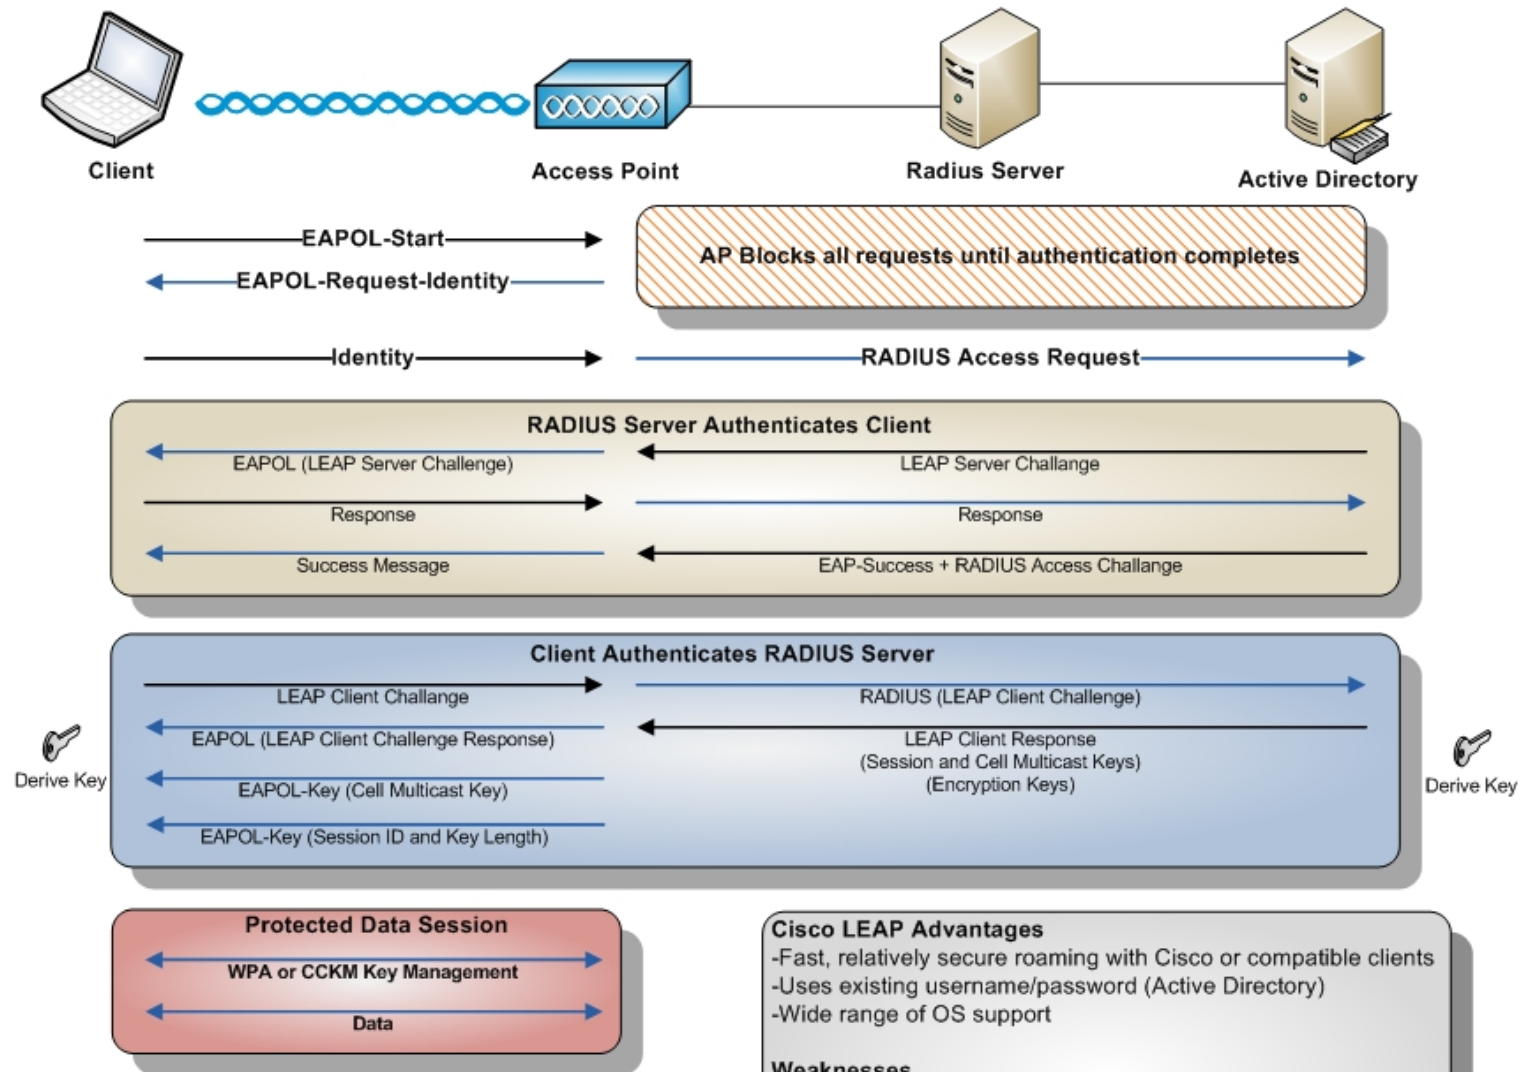 Client
Access Point
Radius Server
Active Directory
EAPOL-Start
AP Blocks all requests until authentication completes
EAPOL-Request-Identity
Identity
RADIUS Access Request
RADIUS Server Authenticates Client
EAPOL (LEAP Server Challenge)
LEAP Server Challange
Response
Response
Success Message
EAP-Success + RADIUS Access Challange
Client Authenticates RADIUS Server
LEAP Client Challange
RADIUS (LEAP Client Challenge)
EAPOL (LEAP Client Challenge Response)
LEAP Client Response
(Session and Cell Multicast Keys)
(Encryption Keys)
Derive Key
EAPOL-Key (Cell Multicast Key)
Derive Key
EAPOL-Key (Session ID and Key Length)
Protected Data Session
WPA or CCKM Key Management
Data
Cisco LEAP Advantages
-Fast, relatively secure roaming with Cisco or compatible clients
-Uses existing username/password (Active Directory)
-Wide range of OS support
Weaknesses